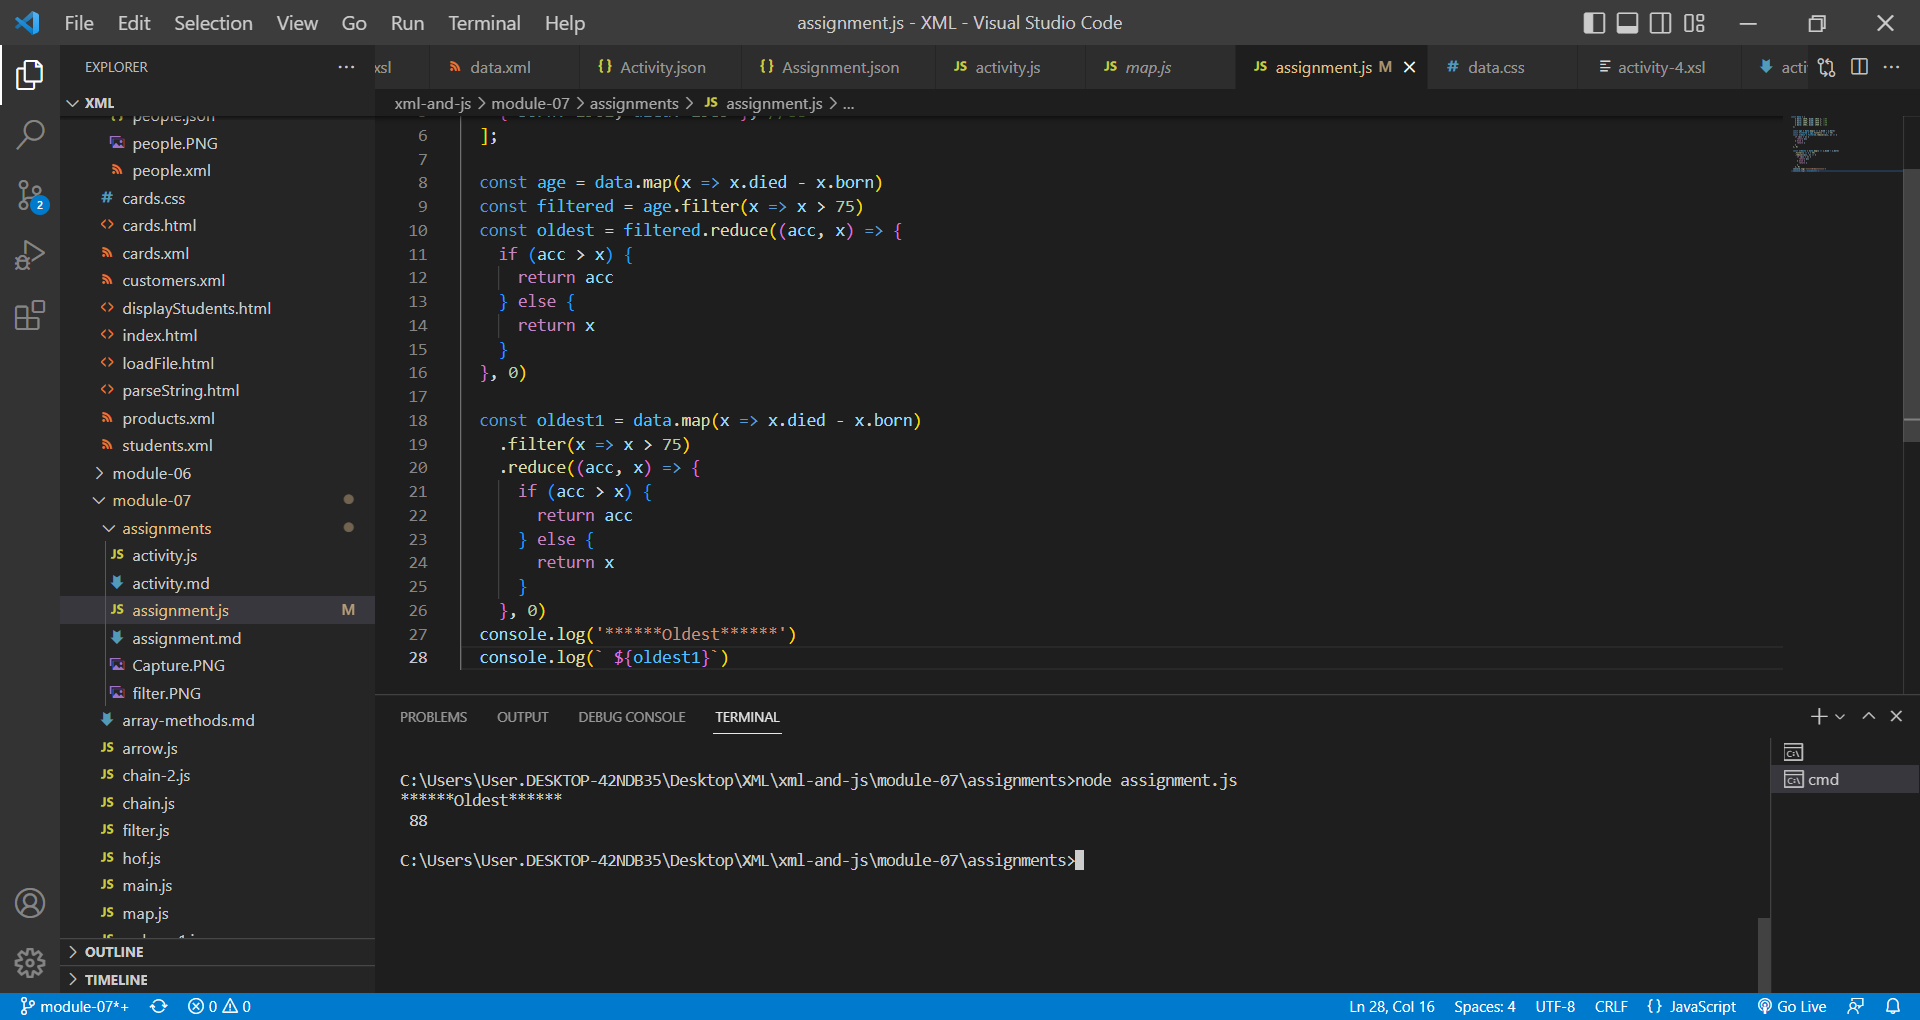 File Edit Selection View Go Run Terminal Help
assignment.js - XML - Visual Studio Code
EXPLORER
XML
people.json
people.PNG
people.xml
cards.css
cards.html
cards.xml
customers.xml
displayStudents.html
index.html
loadFile.html
parseString.html
products.xml
students.xml
module-06
module-07
assignments
activity.js
activity.md
assignment.js M
assignment.md
Capture.PNG
filter.PNG
array-methods.md
arrow.js
chain-2.js
chain.js
filter.js
hof.js
main.js
map.js
OUTLINE
TIMELINE
xsl data.xml Activity.json Assignment.json activity.js map.js assignment.js M data.css activity-4.xsl acti
xml-and-js > module-07 > assignments > JS assignment.js > ...
6 ];
7
8 const age = data.map(x => x.died - x.born)
9 const filtered = age.filter(x => x > 75)
10 const oldest = filtered.reduce((acc, x) => {
11 if (acc > x) {
12 return acc
13 } else {
14 return x
15 }
16 }, 0)
17
18 const oldest1 = data.map(x => x.died - x.born)
19 .filter(x => x > 75)
20 .reduce((acc, x) => {
21 if (acc > x) {
22 return acc
23 } else {
24 return x
25 }
26 }, 0)
27 console.log('******Oldest******')
28 console.log(` ${oldest1}`)
PROBLEMS OUTPUT DEBUG CONSOLE TERMINAL
C:\Users\User.DESKTOP-42NDB35\Desktop\XML\xml-and-js\module-07\assignments>node assignment.js
******Oldest******
88
C:\Users\User.DESKTOP-42NDB35\Desktop\XML\xml-and-js\module-07\assignments>
cmd
module-07*+ 0 0
Ln 28, Col 16 Spaces: 4 UTF-8 CRLF {} JavaScript Go Live